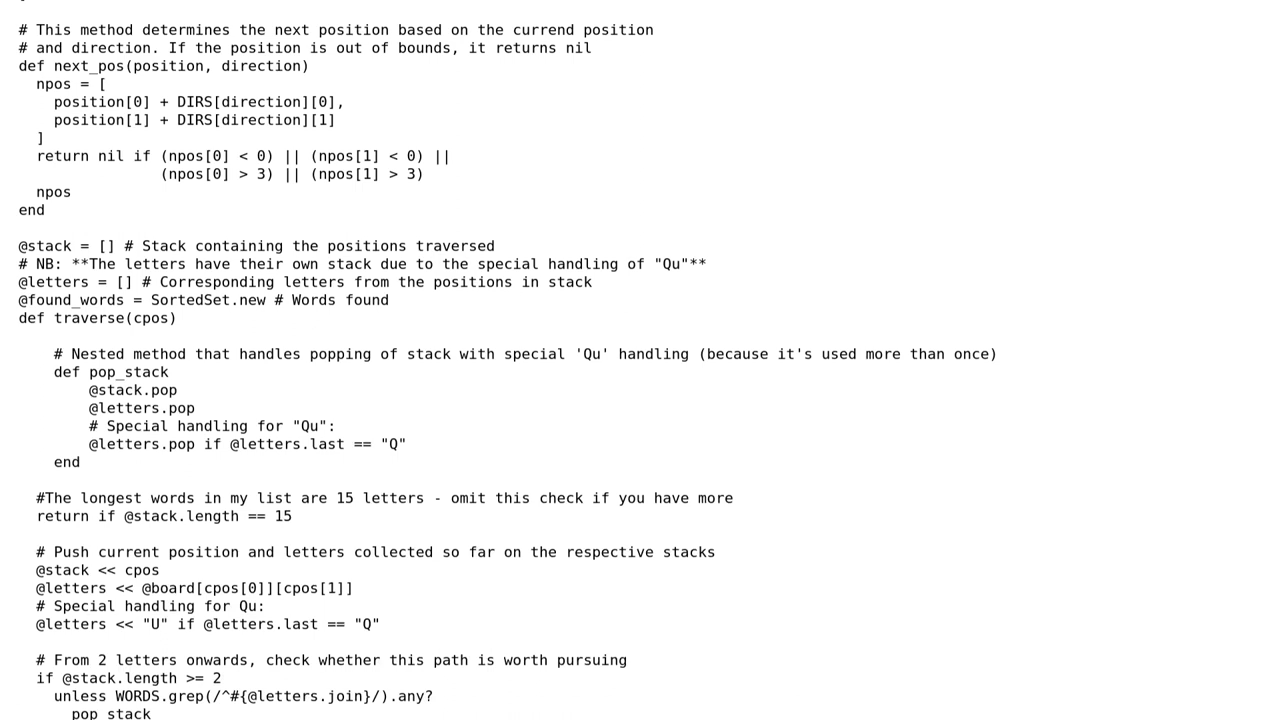 # This method determines the next position based on the currend position
# and direction. If the position is out of bounds, it returns nil
def next_pos(position, direction)
  npos = [
    position[0] + DIRS[direction][0],
    position[1] + DIRS[direction][1]
  ]
  return nil if (npos[0] < 0) || (npos[1] < 0) ||
                (npos[0] > 3) || (npos[1] > 3)
  npos
end

@stack = [] # Stack containing the positions traversed
# NB: **The letters have their own stack due to the special handling of "Qu"**
@letters = [] # Corresponding letters from the positions in stack
@found_words = SortedSet.new # Words found
def traverse(cpos)

    # Nested method that handles popping of stack with special 'Qu' handling (because it's used more than once)
    def pop_stack
        @stack.pop
        @letters.pop
        # Special handling for "Qu":
        @letters.pop if @letters.last == "Q"
    end

  #The longest words in my list are 15 letters - omit this check if you have more
  return if @stack.length == 15

  # Push current position and letters collected so far on the respective stacks
  @stack << cpos
  @letters << @board[cpos[0]][cpos[1]]
  # Special handling for Qu:
  @letters << "U" if @letters.last == "Q"

  # From 2 letters onwards, check whether this path is worth pursuing
  if @stack.length >= 2
    unless WORDS.grep(/^#{@letters.join}/).any?
      pop_stack